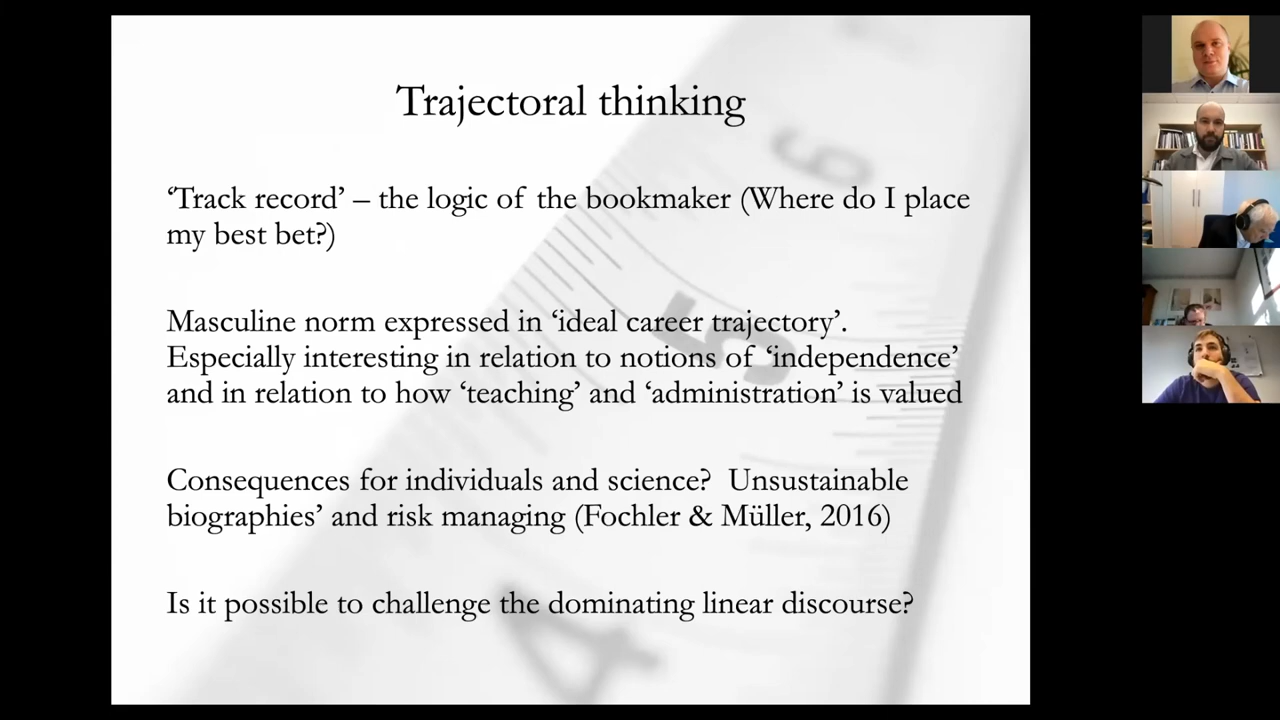 Trajectoral thinking
‘Track record’ – the logic of the bookmaker (Where do I place
my best bet?)
Masculine norm expressed in ‘ideal career trajectory’.
Especially interesting in relation to notions of ‘independence’
and in relation to how ‘teaching’ and ‘administration’ is valued
Consequences for individuals and science?  Unsustainable
biographies’ and risk managing (Fochler & Müller, 2016)
Is it possible to challenge the dominating linear discourse?
6
5
4